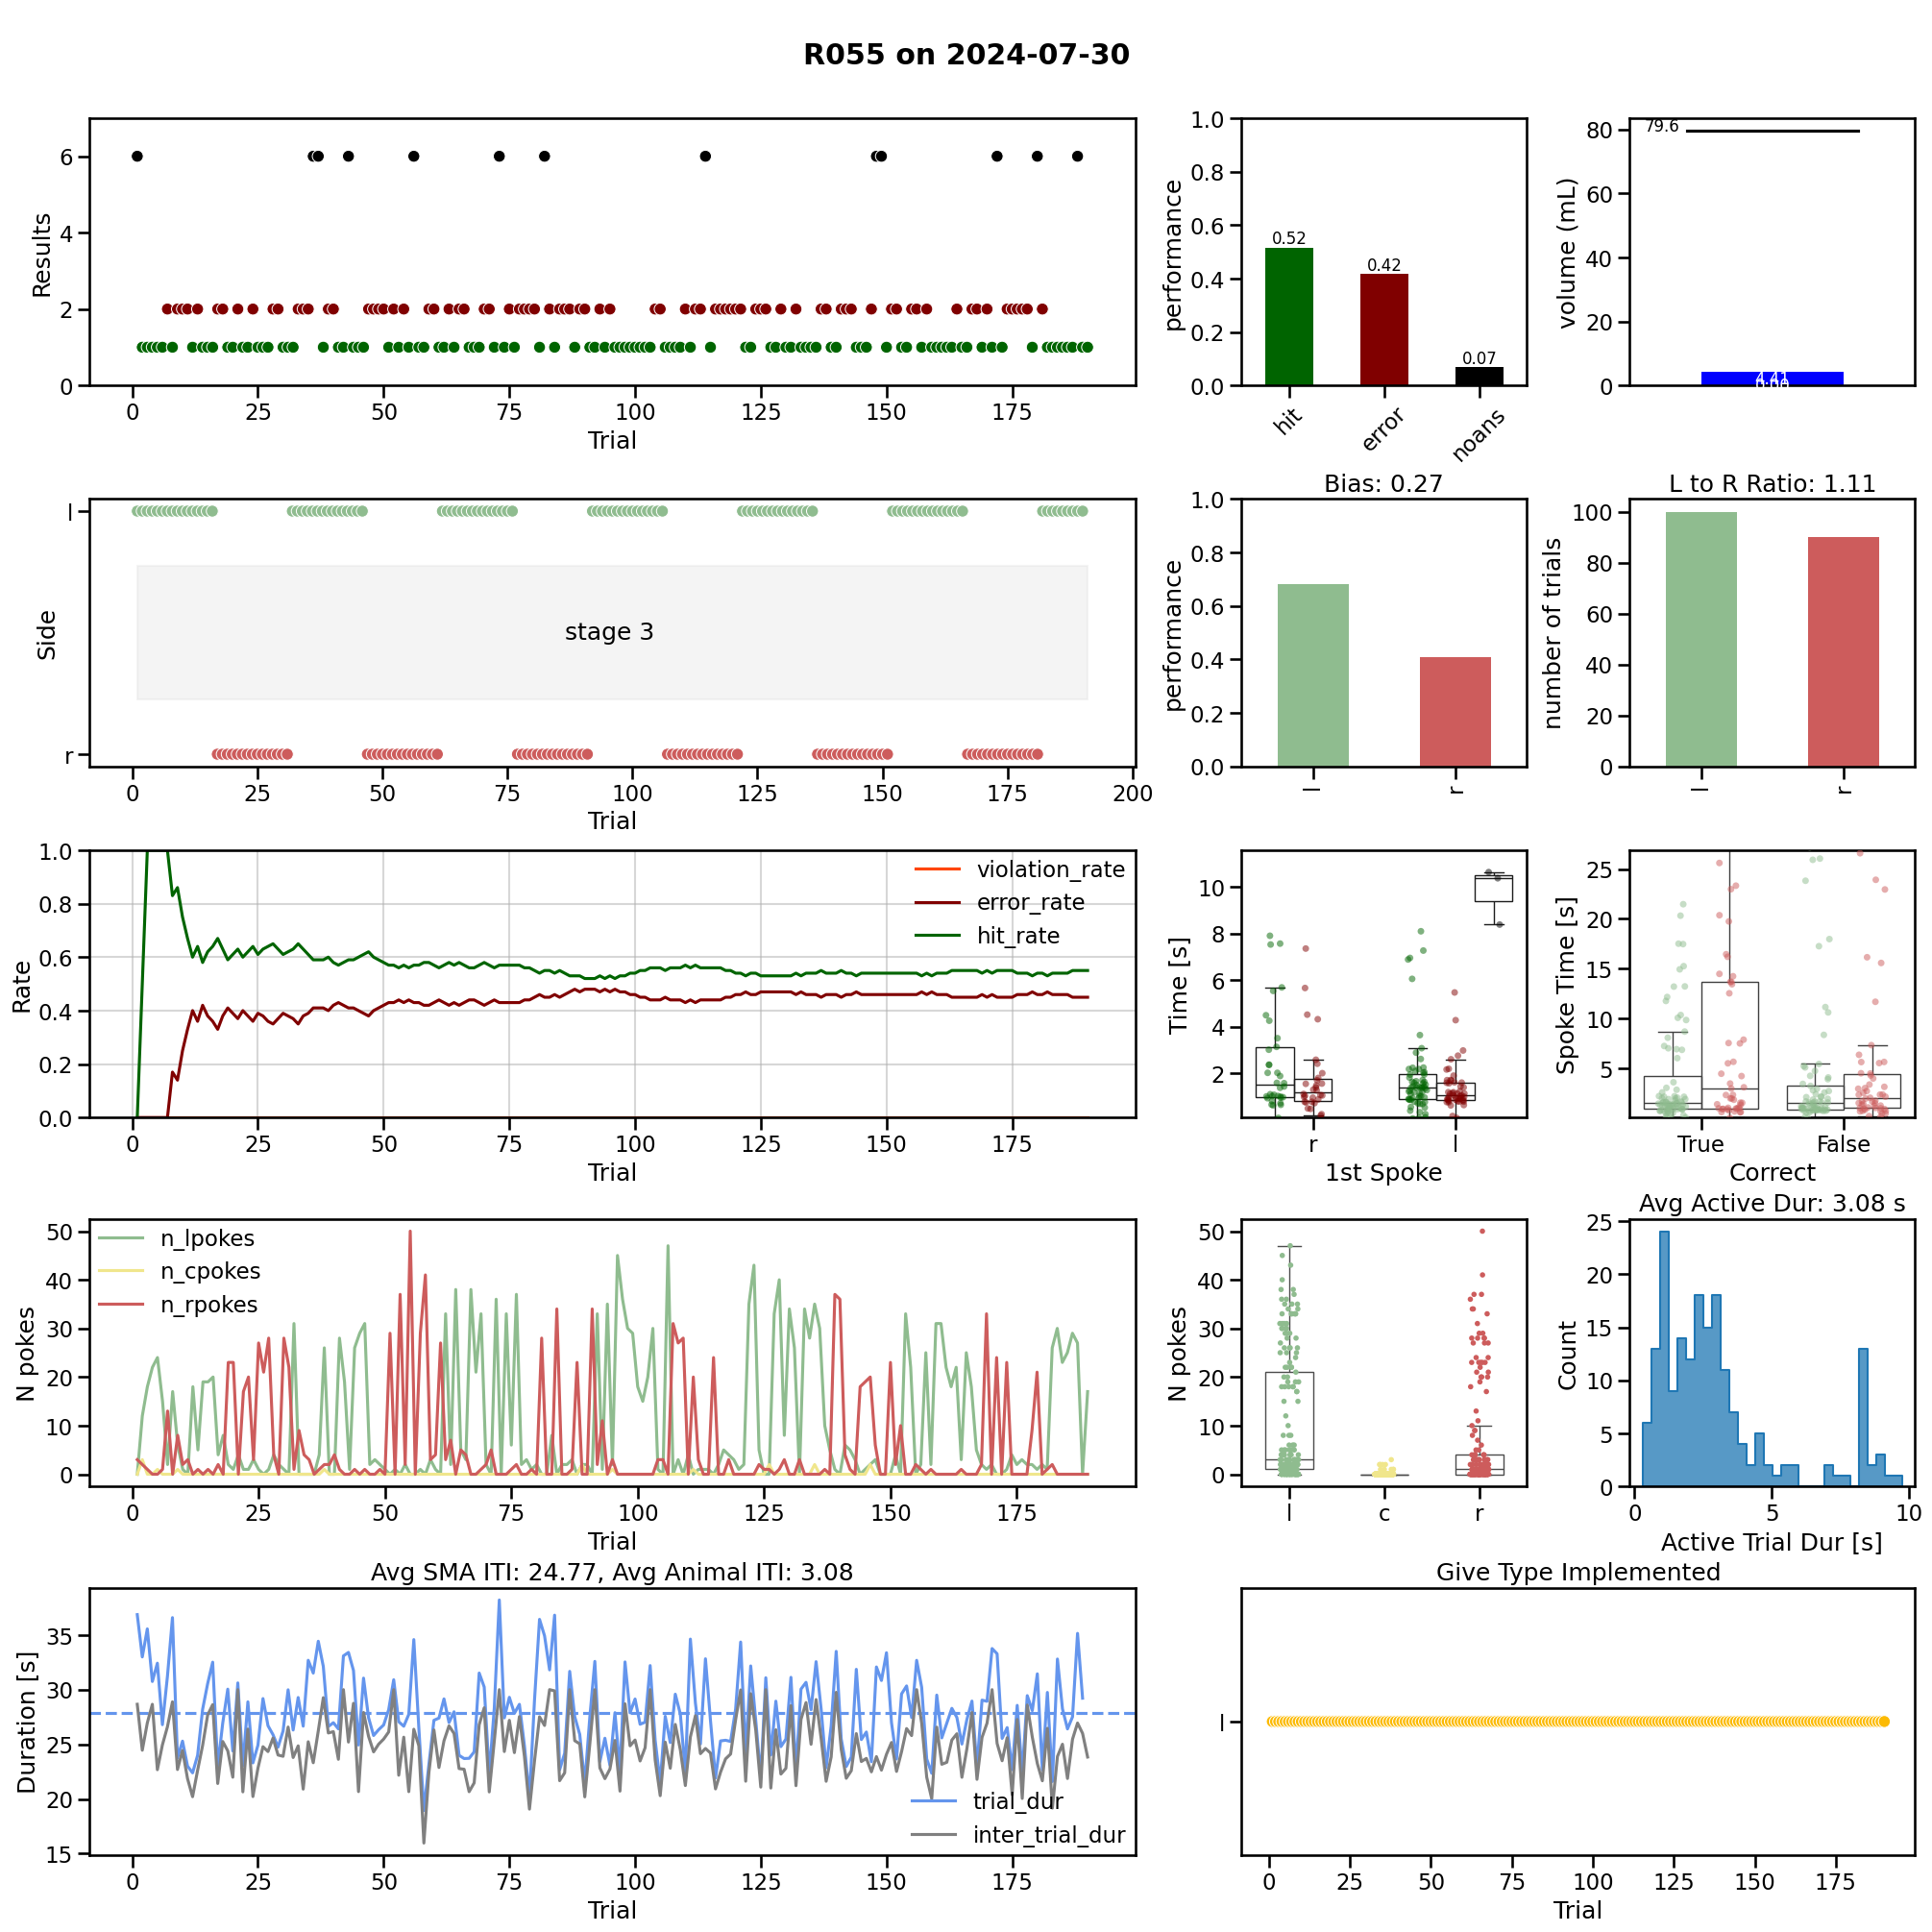 R055 on 2024-07-30
Results
6
4
2
0
0 25 50 75 100 125 150 175
Trial
performance
1.0
0.8
0.6
0.4
0.2
0.0
0.52
0.42
0.07
hit error noans
volume (mL)
80
60
40
20
0
79.6
4.41
Side
l
r
stage 3
0 25 50 75 100 125 150 175 200
Trial
Bias: 0.27
performance
1.0
0.8
0.6
0.4
0.2
0.0
l r
L to R Ratio: 1.11
number of trials
100
80
60
40
20
0
l r
Rate
1.0
0.8
0.6
0.4
0.2
0.0
violation_rate
error_rate
hit_rate
0 25 50 75 100 125 150 175
Trial
Time [s]
10
8
6
4
2
r l
1st Spoke
Spoke Time [s]
25
20
15
10
5
True False
Correct
N pokes
50
40
30
20
10
0
n_lpokes
n_cpokes
n_rpokes
0 25 50 75 100 125 150 175
Trial
N pokes
50
40
30
20
10
0
l c r
Avg Active Dur: 3.08 s
Count
25
20
15
10
5
0
0 5 10
Active Trial Dur [s]
Avg SMA ITI: 24.77, Avg Animal ITI: 3.08
Duration [s]
35
30
25
20
15
trial_dur
inter_trial_dur
0 25 50 75 100 125 150 175
Trial
Give Type Implemented
l
0 25 50 75 100 125 150 175
Trial